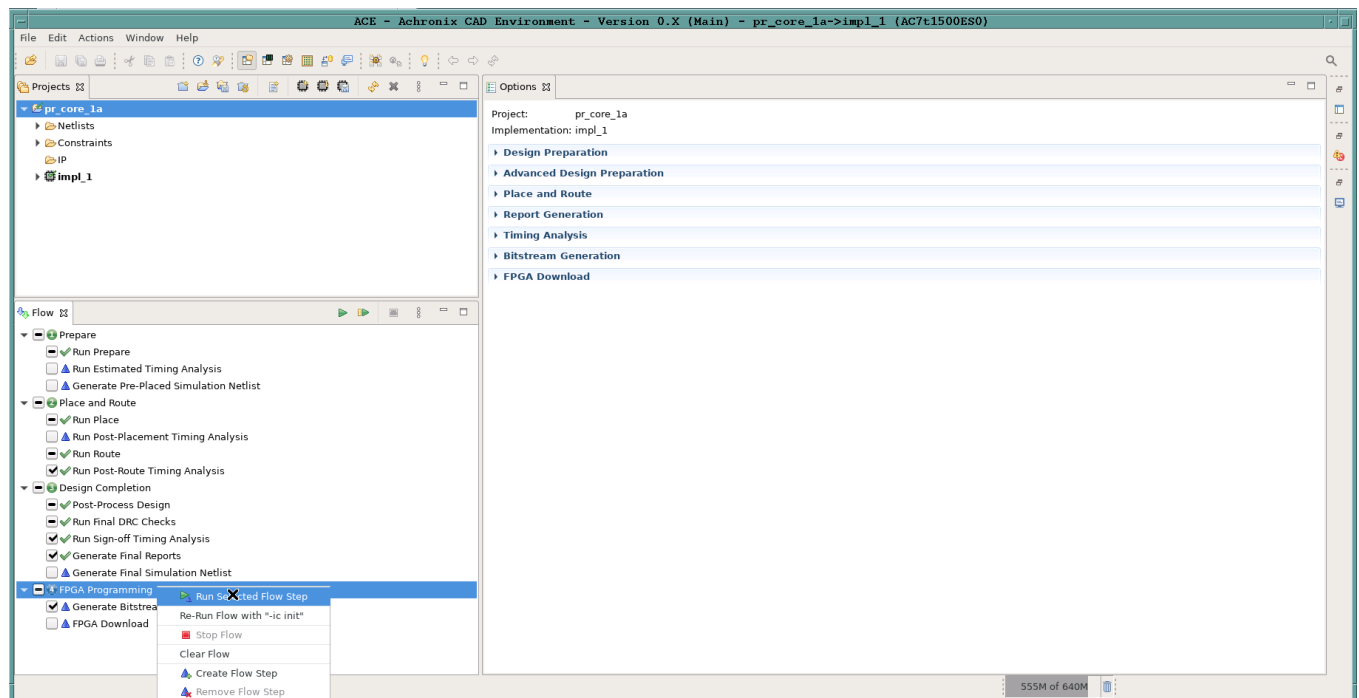 ACE - Achronix CAD Environment - Version 0.X (Main) - pr_core_1a->impl_1 (AC7t1500ES0)
File Edit Actions Window Help
Projects
pr_core_1a
Netlists
Constraints
IP
impl_1
Options
Project: pr_core_1a
Implementation: impl_1
Design Preparation
Advanced Design Preparation
Place and Route
Report Generation
Timing Analysis
Bitstream Generation
FPGA Download
Flow
Prepare
Run Prepare
Run Estimated Timing Analysis
Generate Pre-Placed Simulation Netlist
Place and Route
Run Place
Run Post-Placement Timing Analysis
Run Route
Run Post-Route Timing Analysis
Design Completion
Post-Process Design
Run Final DRC Checks
Run Sign-off Timing Analysis
Generate Final Reports
Generate Final Simulation Netlist
FPGA Programming
Generate Bitstrea
FPGA Download
Run Selected Flow Step
Re-Run Flow with "-ic init"
Stop Flow
Clear Flow
Create Flow Step
Remove Flow Step
555M of 640M